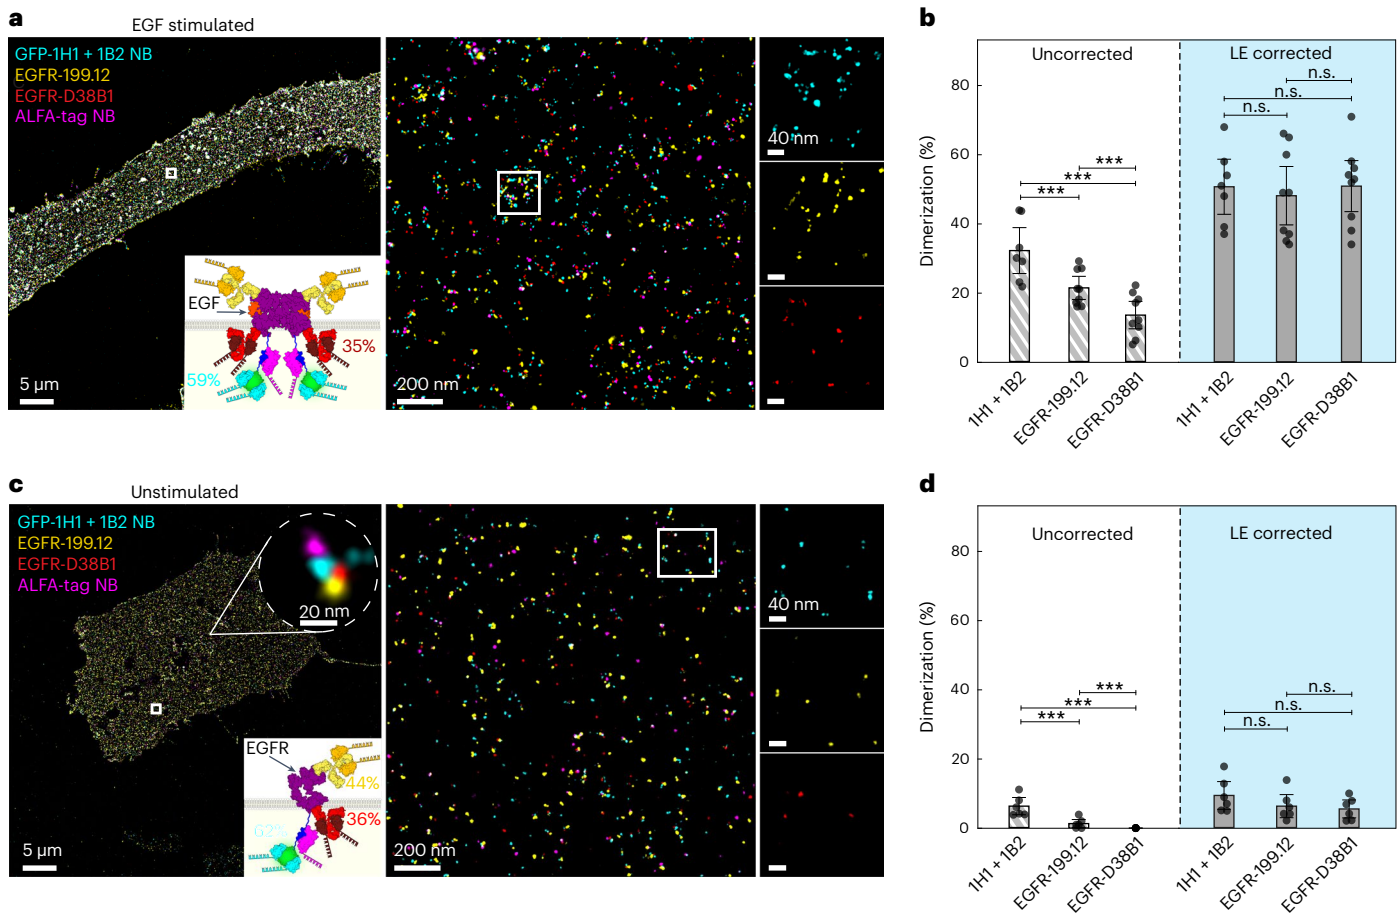 a
EGF stimulated
GFP-1H1 + 1B2 NB
EGFR-199.12
EGFR-D38B1
ALFA-tag NB
EGF
35%
59%
5 µm
200 nm
40 nm
b
Uncorrected
LE corrected
Dimerization (%)
80
60
40
20
0
***
***
***
n.s.
n.s.
n.s.
1H1 + 1B2
EGFR-199.12
EGFR-D38B1
1H1 + 1B2
EGFR-199.12
EGFR-D38B1
c
Unstimulated
GFP-1H1 + 1B2 NB
EGFR-199.12
EGFR-D38B1
ALFA-tag NB
20 nm
EGFR
44%
36%
62%
5 µm
200 nm
40 nm
d
Uncorrected
LE corrected
Dimerization (%)
80
60
40
20
0
***
***
***
n.s.
n.s.
n.s.
1H1 + 1B2
EGFR-199.12
EGFR-D38B1
1H1 + 1B2
EGFR-199.12
EGFR-D38B1